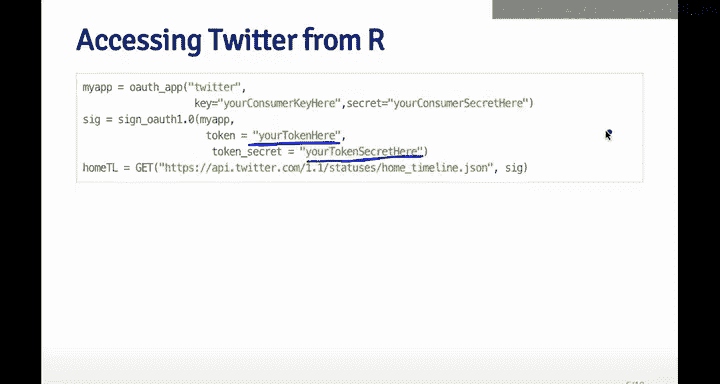 Accessing Twitter from R
myapp = oauth_app("twitter",
key="yourConsumerKeyHere",secret="yourConsumerSecretHere")
sig = sign_oauth1.0(myapp,
token = "yourTokenHere",
token_secret = "yourTokenSecretHere")
homeTL = GET("https://api.twitter.com/1.1/statuses/home_timeline.json", sig)